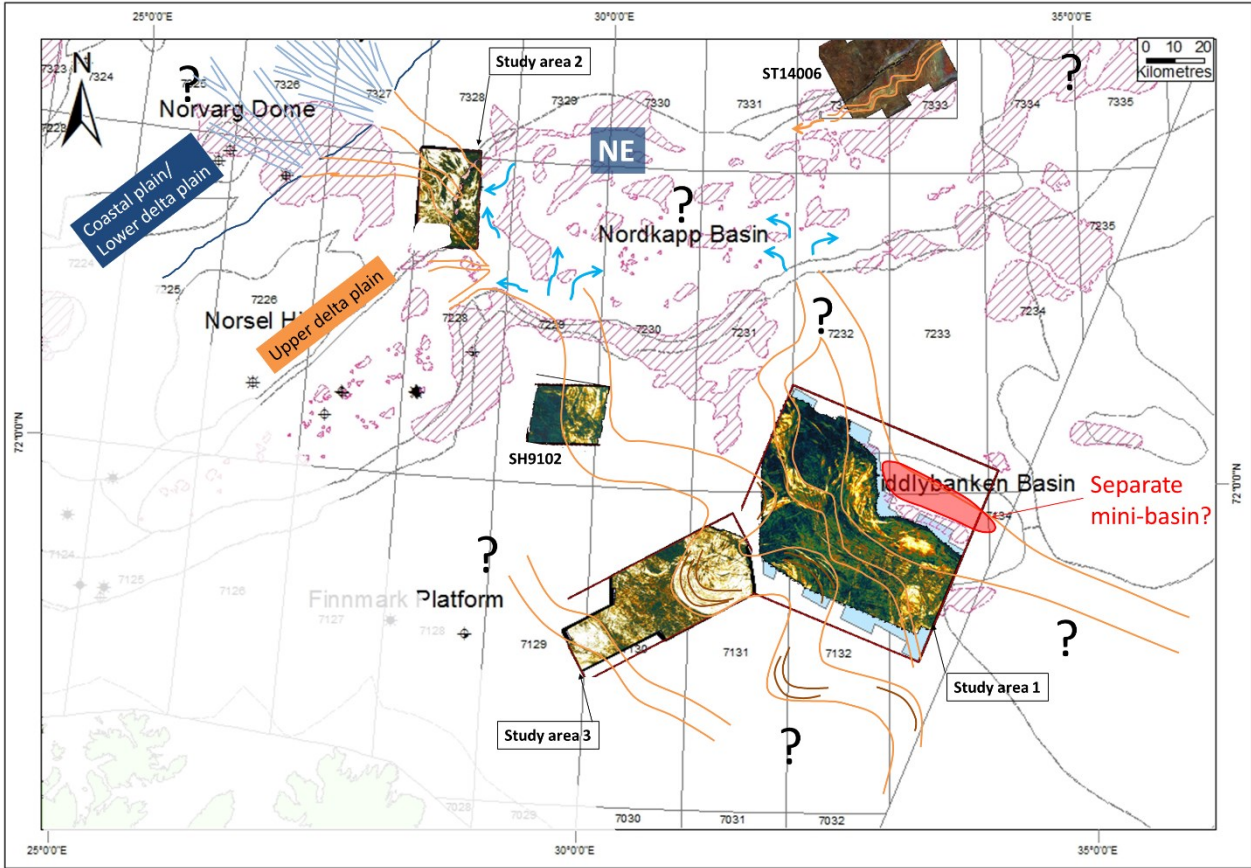 25°0'0"E 30°0'0"E 35°0'0"E
N
Study area 2
ST14006
0 10 20
Kilometres
?
?
7323
7324
7326
7327
7328
7329
7330
7331
7333
7334
7335
Norvarg Dome
NE
Coastal plain/
Lower delta plain
?
Nordkapp Basin
7235
7224
7225
7226
Norsel H
Upper delta plain
7228
7229
7230
7231
?
7232
7233
7234
72°0'0"N
SH9102
iddlybanken Basin
Separate
mini-basin?
72°0'0"N
7134
7124
7125
7126
?
Finnmark P
Platform
7127
7128
7129
7131
7132
?
Study area 1
Study area 3
?
7028
7029
7030
7031
7032
25°0'0"E 30°0'0"E 35°0'0"E